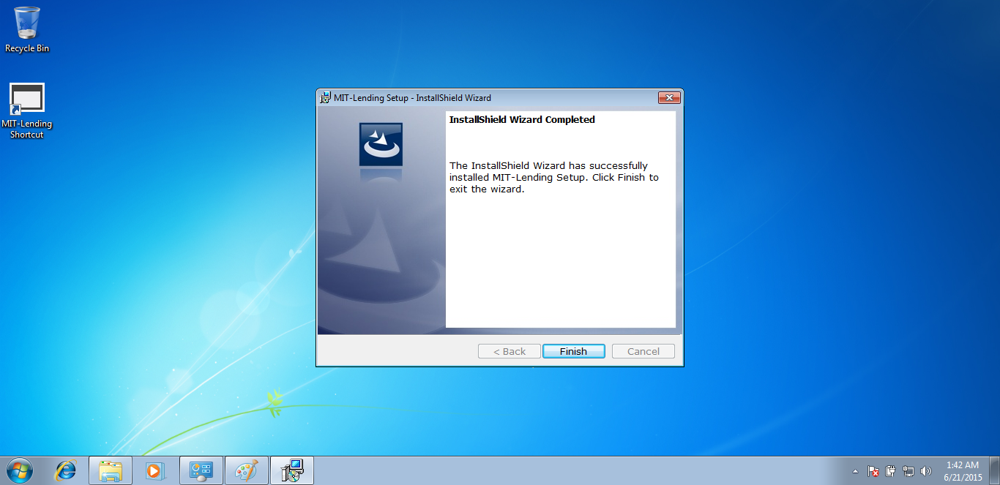 Recycle Bin
MIT-Lending
Shortcut
MIT-Lending Setup - InstallShield Wizard
InstallShield Wizard Completed
The InstallShield Wizard has successfully
installed MIT-Lending Setup. Click Finish to
exit the wizard.
< Back
Finish
Cancel
1:42 AM
6/21/2015